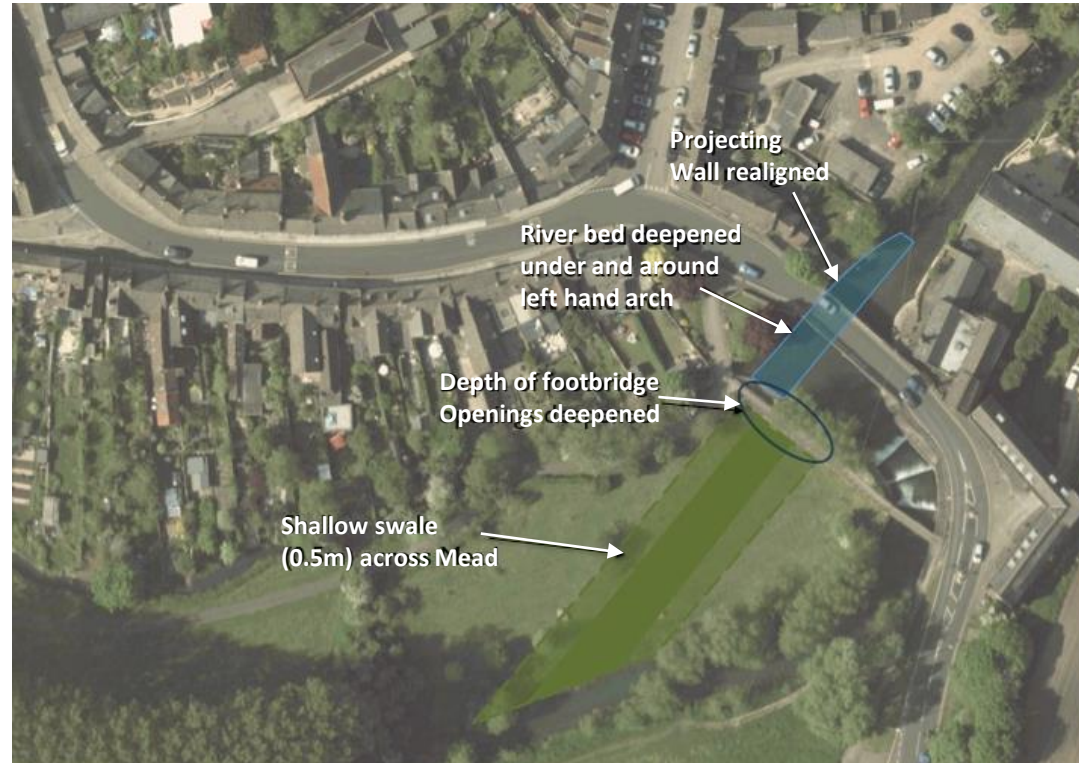 Projecting
Wall realigned
River bed deepened
under and around
left hand arch
Depth of footbridge
Openings deepened
Shallow swale
(0.5m) across Mead